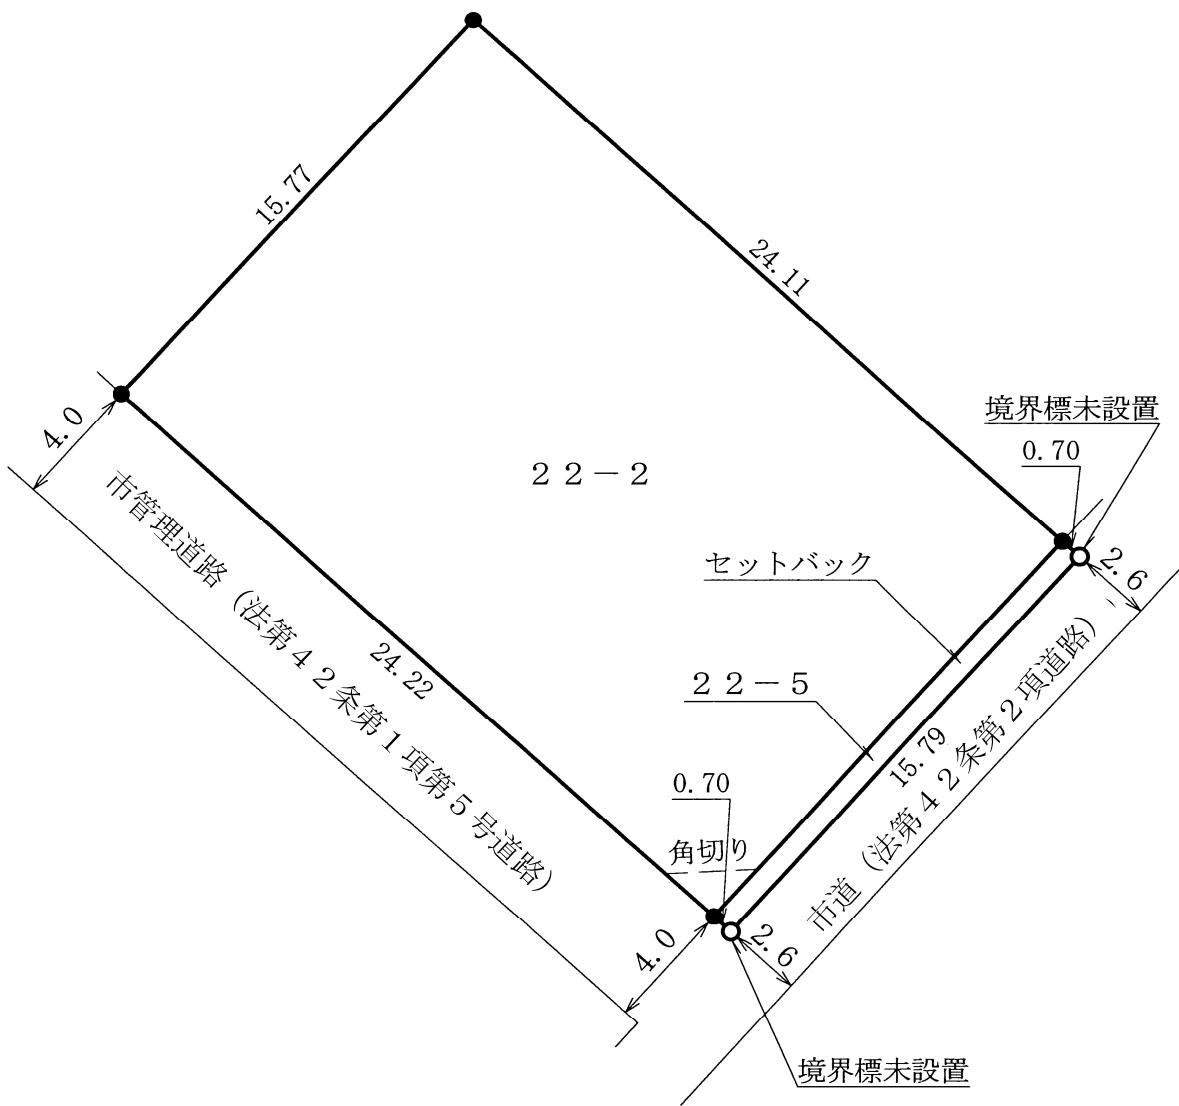 15.77
24.11
4.0
境界標未設置
0.70
22-2
市管理道路(法第42条第1項第5号道路)
24.22
セットバック
2.6
22-5
15.79
市道(法第42条第2項道路)
0.70
角切り
4.0
2.6
境界標未設置